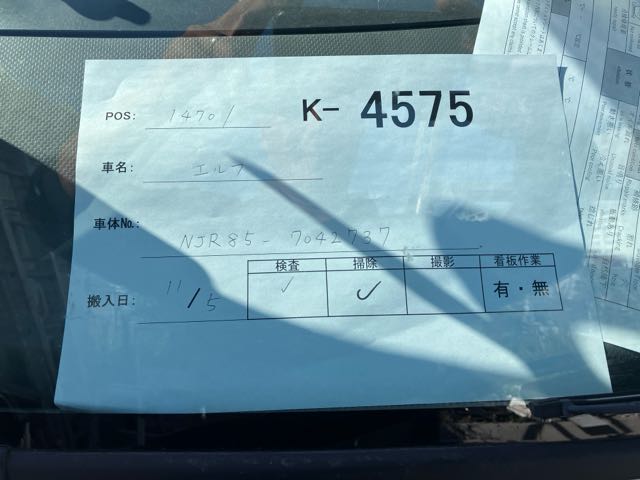 K-4575
POS: 14701
車名: エルフ
車体No.: NJR85-7042737
検査 掃除 撮影 看板作業
搬入日: 11/5 ✓ ✓ 有・無